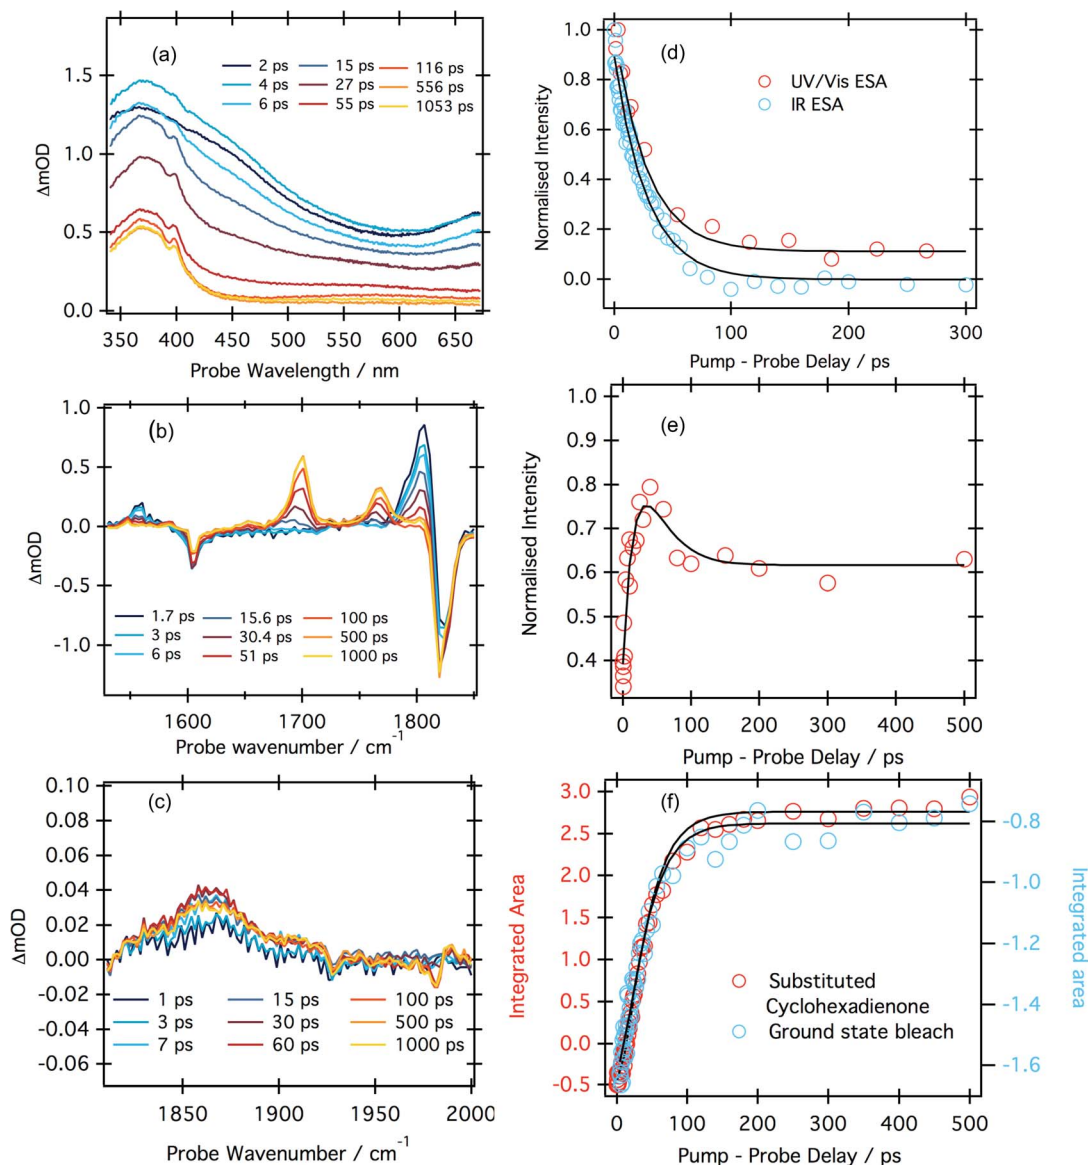 (a)
2 ps 15 ps 116 ps
4 ps 27 ps 556 ps
6 ps 55 ps 1053 ps
1.5
1.0
0.5
0.0
ΔmOD
350 400 450 500 550 600 650
Probe Wavelength / nm
(d)
UV/Vis ESA
IR ESA
1.0
0.8
0.6
0.4
0.2
0.0
Normalised Intensity
0 100 200 300
Pump - Probe Delay / ps
(b)
1.0
0.5
0.0
-0.5
-1.0
ΔmOD
1.7 ps 15.6 ps 100 ps
3 ps 30.4 ps 500 ps
6 ps 51 ps 1000 ps
1600 1700 1800
Probe wavenumber / cm-1
(e)
1.0
0.9
0.8
0.7
0.6
0.5
0.4
Normalised Intensity
0 100 200 300 400 500
Pump - Probe Delay / ps
(c)
0.10
0.08
0.06
0.04
0.02
0.00
-0.02
-0.04
-0.06
ΔmOD
1 ps 15 ps 100 ps
3 ps 30 ps 500 ps
7 ps 60 ps 1000 ps
1850 1900 1950 2000
Probe Wavenumber / cm-1
(f)
3.0
2.5
2.0
1.5
1.0
0.5
0.0
-0.5
Integrated Area
-0.8
-1.0
-1.2
-1.4
-1.6
Integrated area
Substituted
Cyclohexadienone
Ground state bleach
0 100 200 300 400 500
Pump - Probe Delay / ps